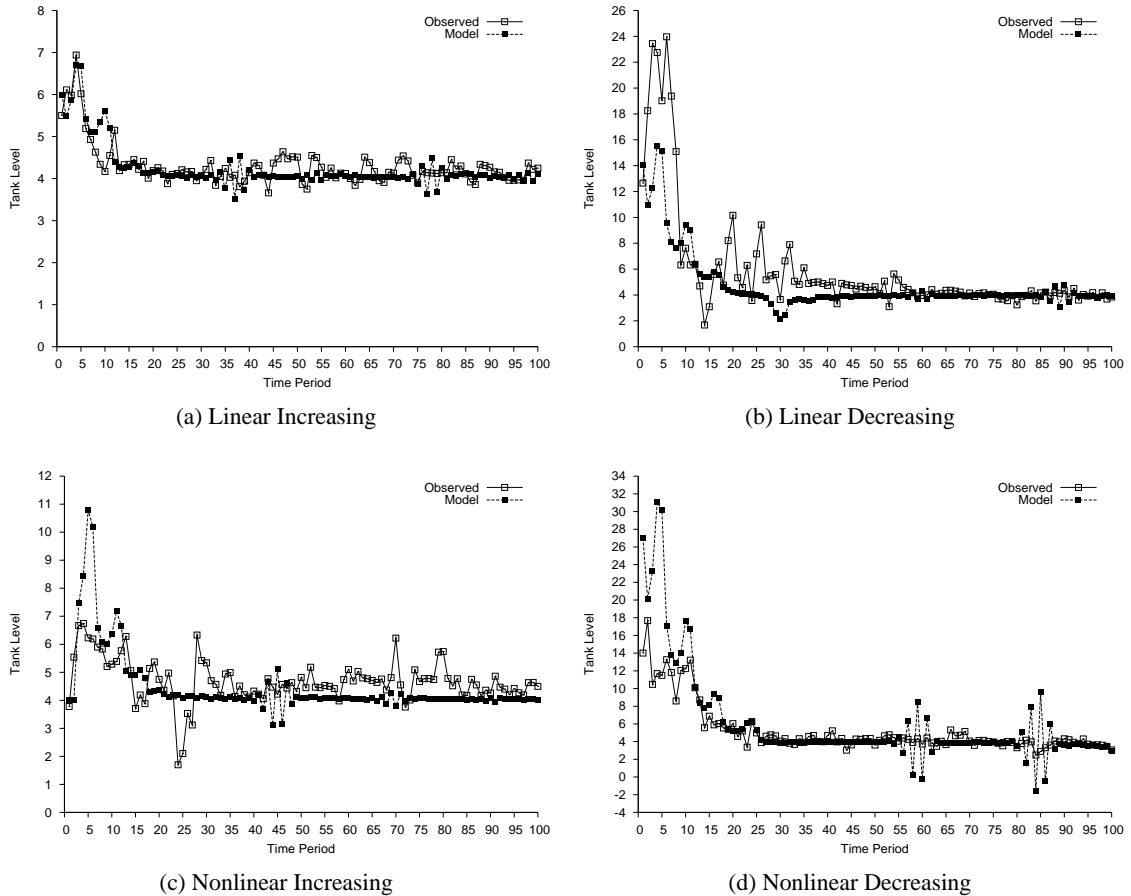 8
7
6
5
4
3
2
1
0
0 5 10 15 20 25 30 35 40 45 50 55 60 65 70 75 80 85 90 95 100
Tank Level
Time Period
Observed
Model
(a) Linear Increasing
26
24
22
20
18
16
14
12
10
8
6
4
2
0
0 5 10 15 20 25 30 35 40 45 50 55 60 65 70 75 80 85 90 95 100
Tank Level
Time Period
Observed
Model
(b) Linear Decreasing
12
11
10
9
8
7
6
5
4
3
2
1
0
0 5 10 15 20 25 30 35 40 45 50 55 60 65 70 75 80 85 90 95 100
Tank Level
Time Period
Observed
Model
(c) Nonlinear Increasing
34
32
30
28
26
24
22
20
18
16
14
12
10
8
6
4
2
0
-2
-4
0 5 10 15 20 25 30 35 40 45 50 55 60 65 70 75 80 85 90 95 100
Tank Level
Time Period
Observed
Model
(d) Nonlinear Decreasing